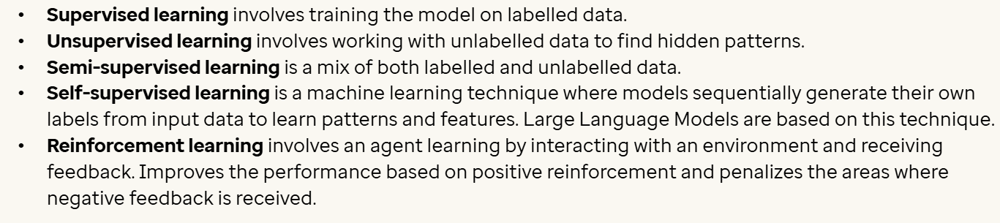 • Supervised learning involves training the model on labelled data.
• Unsupervised learning involves working with unlabelled data to find hidden patterns.
• Semi-supervised learning is a mix of both labelled and unlabelled data.
• Self-supervised learning is a machine learning technique where models sequentially generate their own
labels from input data to learn patterns and features. Large Language Models are based on this technique.
• Reinforcement learning involves an agent learning by interacting with an environment and receiving
feedback. Improves the performance based on positive reinforcement and penalizes the areas where
negative feedback is received.